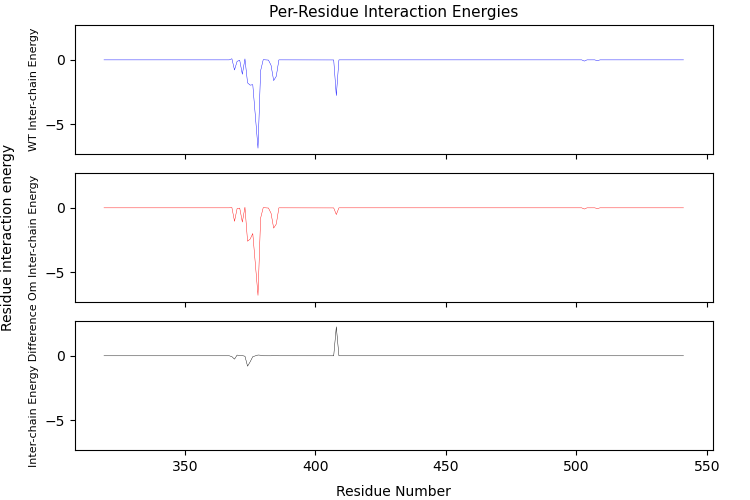 Per-Residue Interaction Energies
Residue interaction energy
WT Inter-chain Energy
0
−5
Om Inter-chain Energy
0
−5
Inter-chain Energy Difference
0
−5
350
400
450
500
550
Residue Number